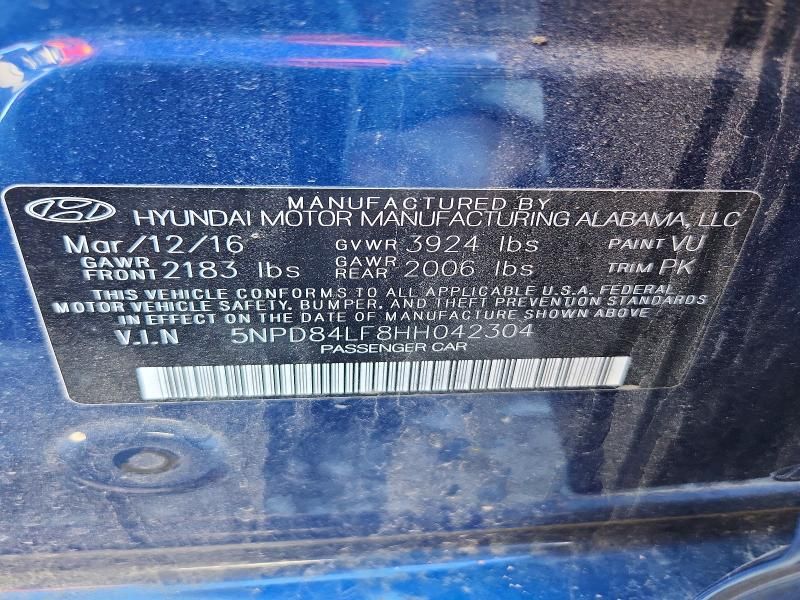 MANUFACTURED BY
HYUNDAI MOTOR MANUFACTURING ALABAMA, LLC
Mar/12/16 GVWR 3924 lbs PAINT VU
GAWR FRONT 2183 lbs GAWR REAR 2006 lbs TRIM PK
THIS VEHICLE CONFORMS TO ALL APPLICABLE U.S.A. FEDERAL
MOTOR VEHICLE SAFETY, BUMPER, AND THEFT PREVENTION STANDARDS
IN EFFECT ON THE DATE OF MANUFACTURE SHOWN ABOVE
V.I.N 5NPD84LF8HH042304
PASSENGER CAR